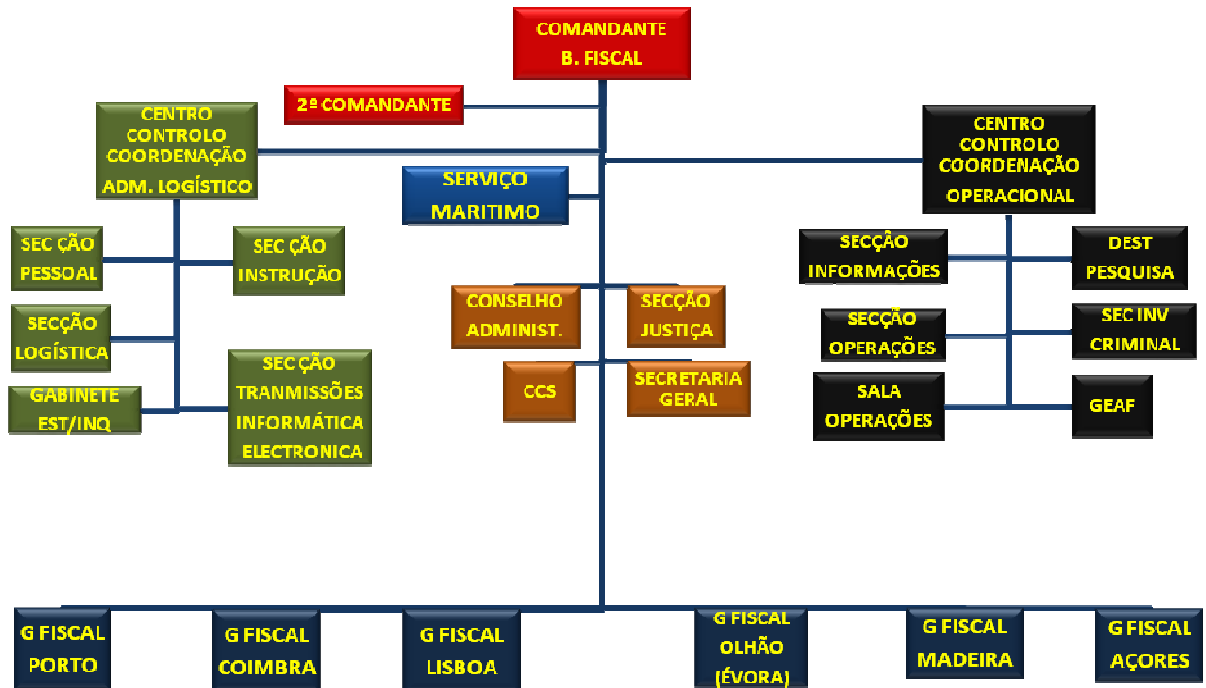 COMANDANTE
B. FISCAL
2º COMANDANTE
CENTRO
CONTROLO
COORDENAÇÃO
ADM. LOGÍSTICO
CENTRO
CONTROLO
COORDENAÇÃO
OPERACIONAL
SERVIÇO
MARITIMO
SEC ÇÃO
PESSOAL
SEC ÇÃO
INSTRUÇÃO
SECÇÃO
LOGÍSTICA
GABINETE
EST/INQ
SEC ÇÃO
TRANMISSÕES
INFORMÁTICA
ELECTRONICA
CONSELHO
ADMINIST.
SECÇÃO
JUSTIÇA
CCS
SECRETARIA
GERAL
SECÇÃO
INFORMAÇÕES
DEST
PESQUISA
SECÇÃO
OPERAÇÕES
SEC INV
CRIMINAL
SALA
OPERAÇÕES
GEAF
G FISCAL
PORTO
G FISCAL
COIMBRA
G FISCAL
LISBOA
G FISCAL
OLHÃO
(ÉVORA)
G FISCAL
MADEIRA
G FISCAL
AÇORES